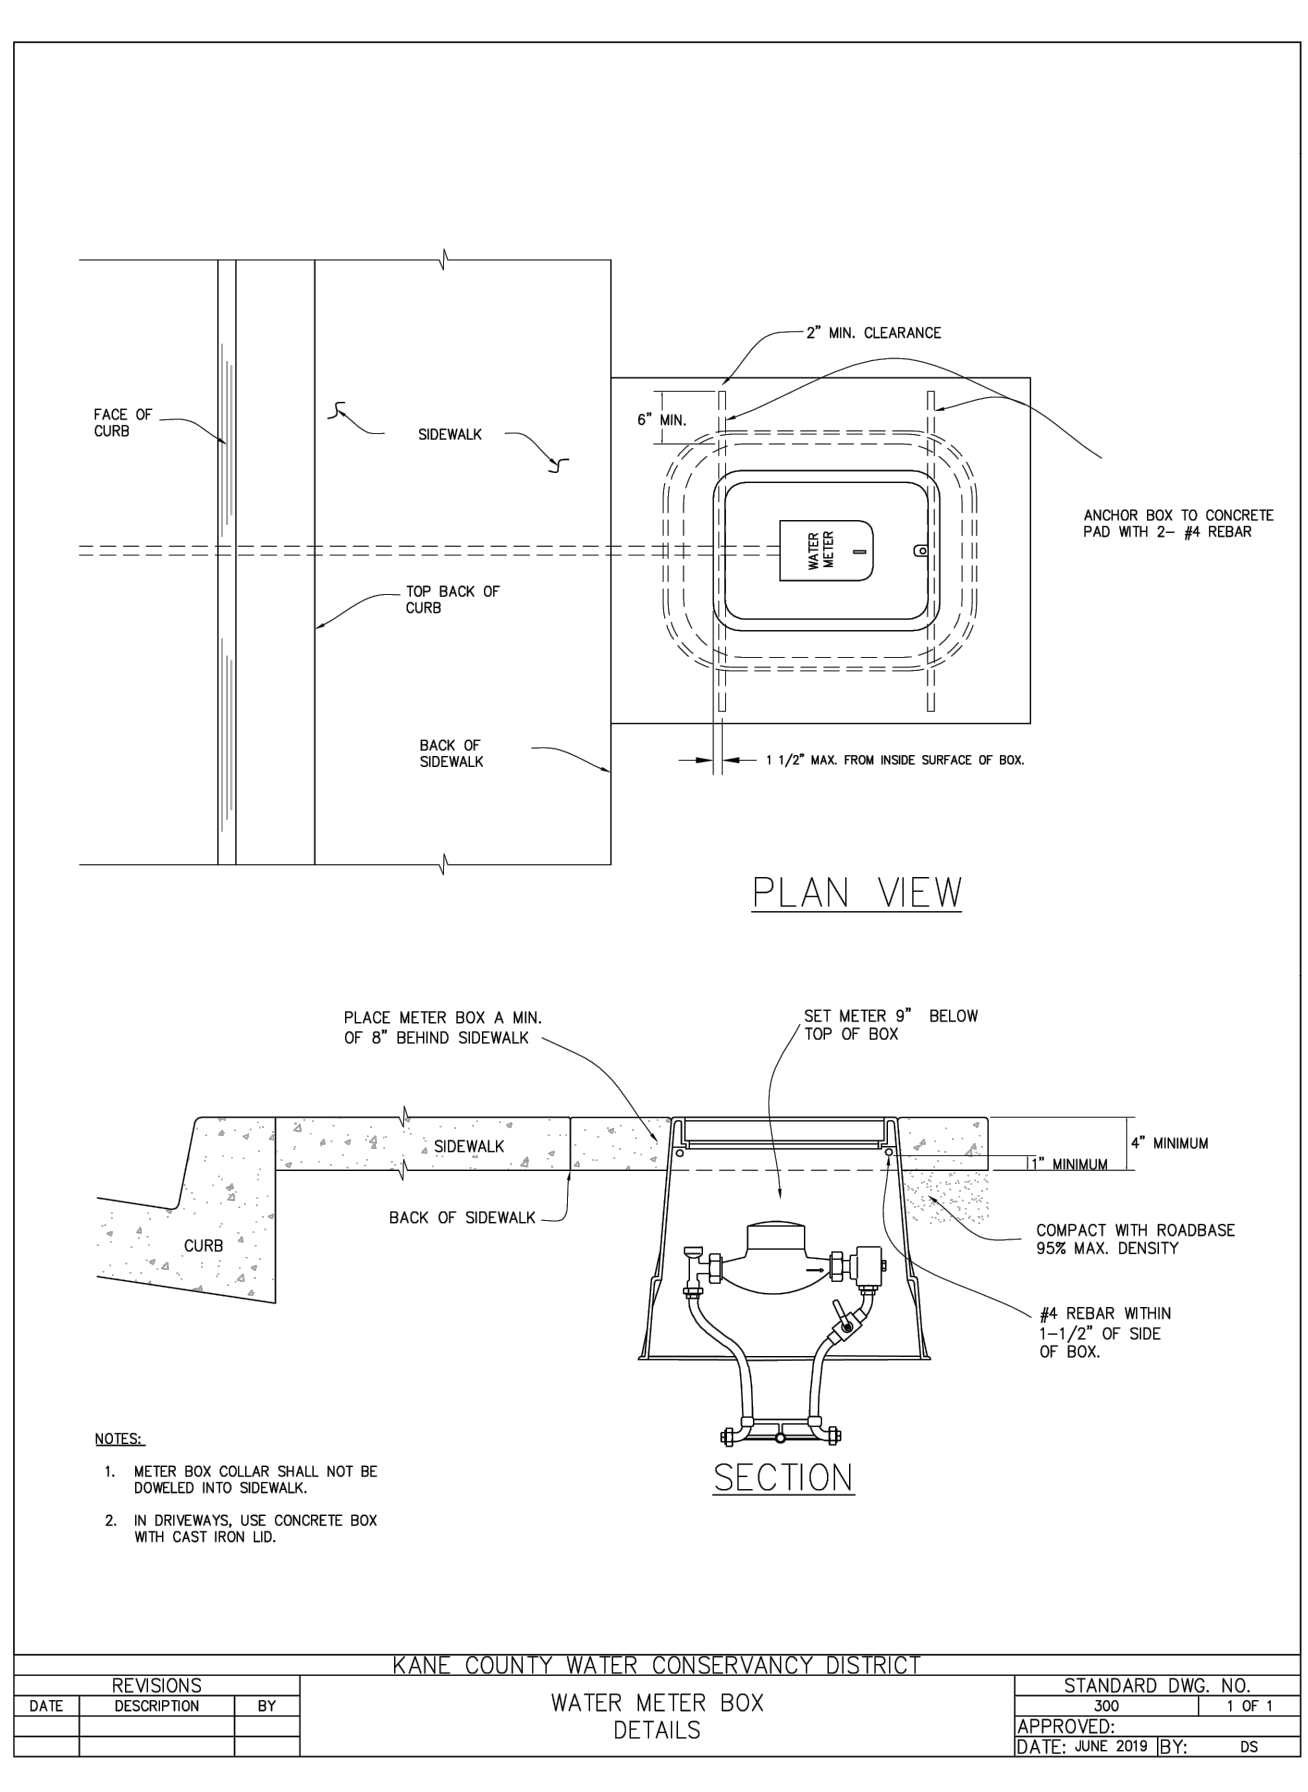 2" MIN. CLEARANCE
6" MIN.
FACE OF
CURB
SIDEWALK
ANCHOR BOX TO CONCRETE
PAD WITH 2- #4 REBAR
WATER
METER
TOP BACK OF
CURB
BACK OF
SIDEWALK
1 1/2" MAX. FROM INSIDE SURFACE OF BOX.
PLAN VIEW
PLACE METER BOX A MIN.
OF 8" BEHIND SIDEWALK
SET METER 9" BELOW
TOP OF BOX
SIDEWALK
4" MINIMUM
1" MINIMUM
BACK OF SIDEWALK
CURB
COMPACT WITH ROADBASE
95% MAX. DENSITY
#4 REBAR WITHIN
1-1/2" OF SIDE
OF BOX.
SECTION
NOTES:
1. METER BOX COLLAR SHALL NOT BE
DOWELED INTO SIDEWALK.
2. IN DRIVEWAYS, USE CONCRETE BOX
WITH CAST IRON LID.
KANE COUNTY WATER CONSERVANCY DISTRICT
REVISIONS
DATE DESCRIPTION BY
WATER METER BOX
DETAILS
STANDARD DWG. NO.
300 1 OF 1
APPROVED:
DATE: JUNE 2019 BY: DS